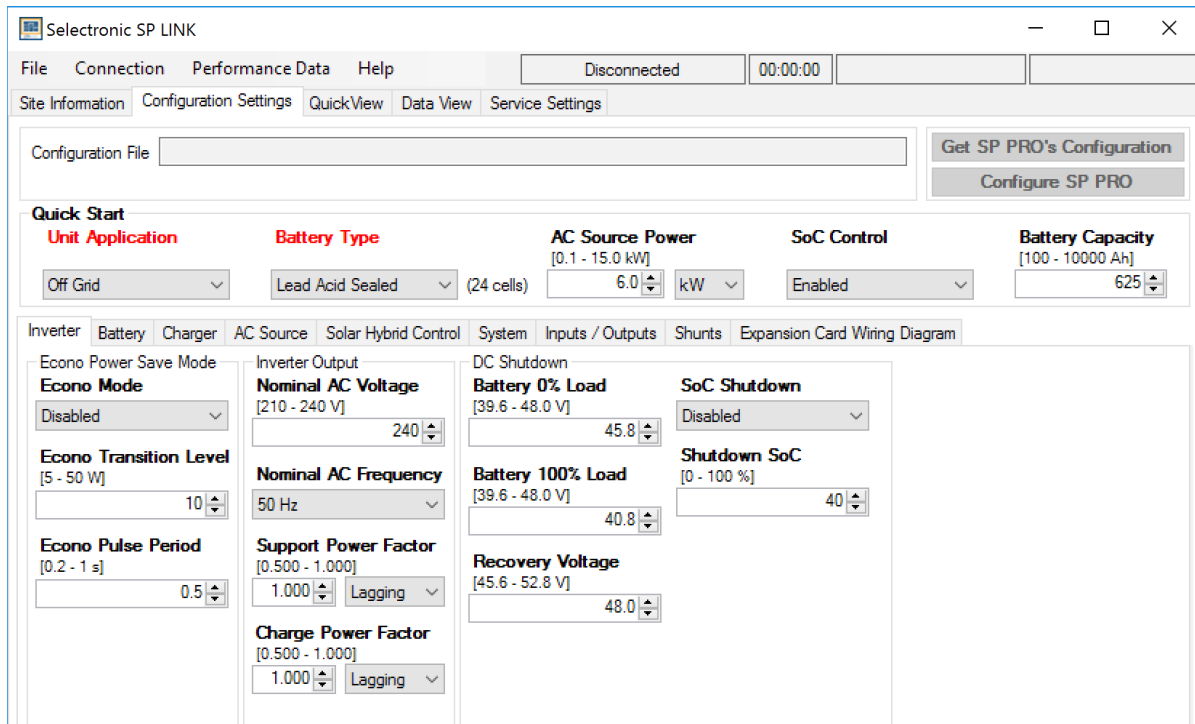 Selectronic SP LINK
File Connection Performance Data Help Disconnected 00:00:00
Site Information Configuration Settings QuickView Data View Service Settings
Configuration File
Get SP PRO's Configuration
Configure SP PRO
Quick Start
Unit Application Battery Type AC Source Power SoC Control Battery Capacity
[0.1 - 15.0 kW] [100 - 10000 Ah]
Off Grid Lead Acid Sealed (24 cells) 6.0 kW Enabled 625
Inverter Battery Charger AC Source Solar Hybrid Control System Inputs / Outputs Shunts Expansion Card Wiring Diagram
Econo Power Save Mode
Econo Mode
Disabled
Econo Transition Level
[5 - 50 W]
10
Econo Pulse Period
[0.2 - 1 s]
0.5
Inverter Output
Nominal AC Voltage
[210 - 240 V]
240
Nominal AC Frequency
50 Hz
Support Power Factor
[0.500 - 1.000]
1.000 Lagging
Charge Power Factor
[0.500 - 1.000]
1.000 Lagging
DC Shutdown
Battery 0% Load
[39.6 - 48.0 V]
45.8
Battery 100% Load
[39.6 - 48.0 V]
40.8
Recovery Voltage
[45.6 - 52.8 V]
48.0
SoC Shutdown
Disabled
Shutdown SoC
[0 - 100 %]
40